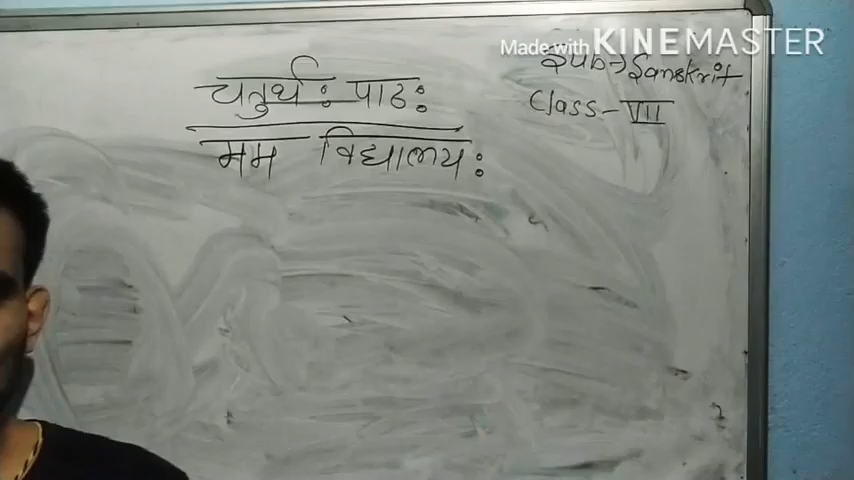 Made with KINEMASTER
Sub→Sanskrit
Class-VII
चतुर्थः पाठः
मम विद्यालयः